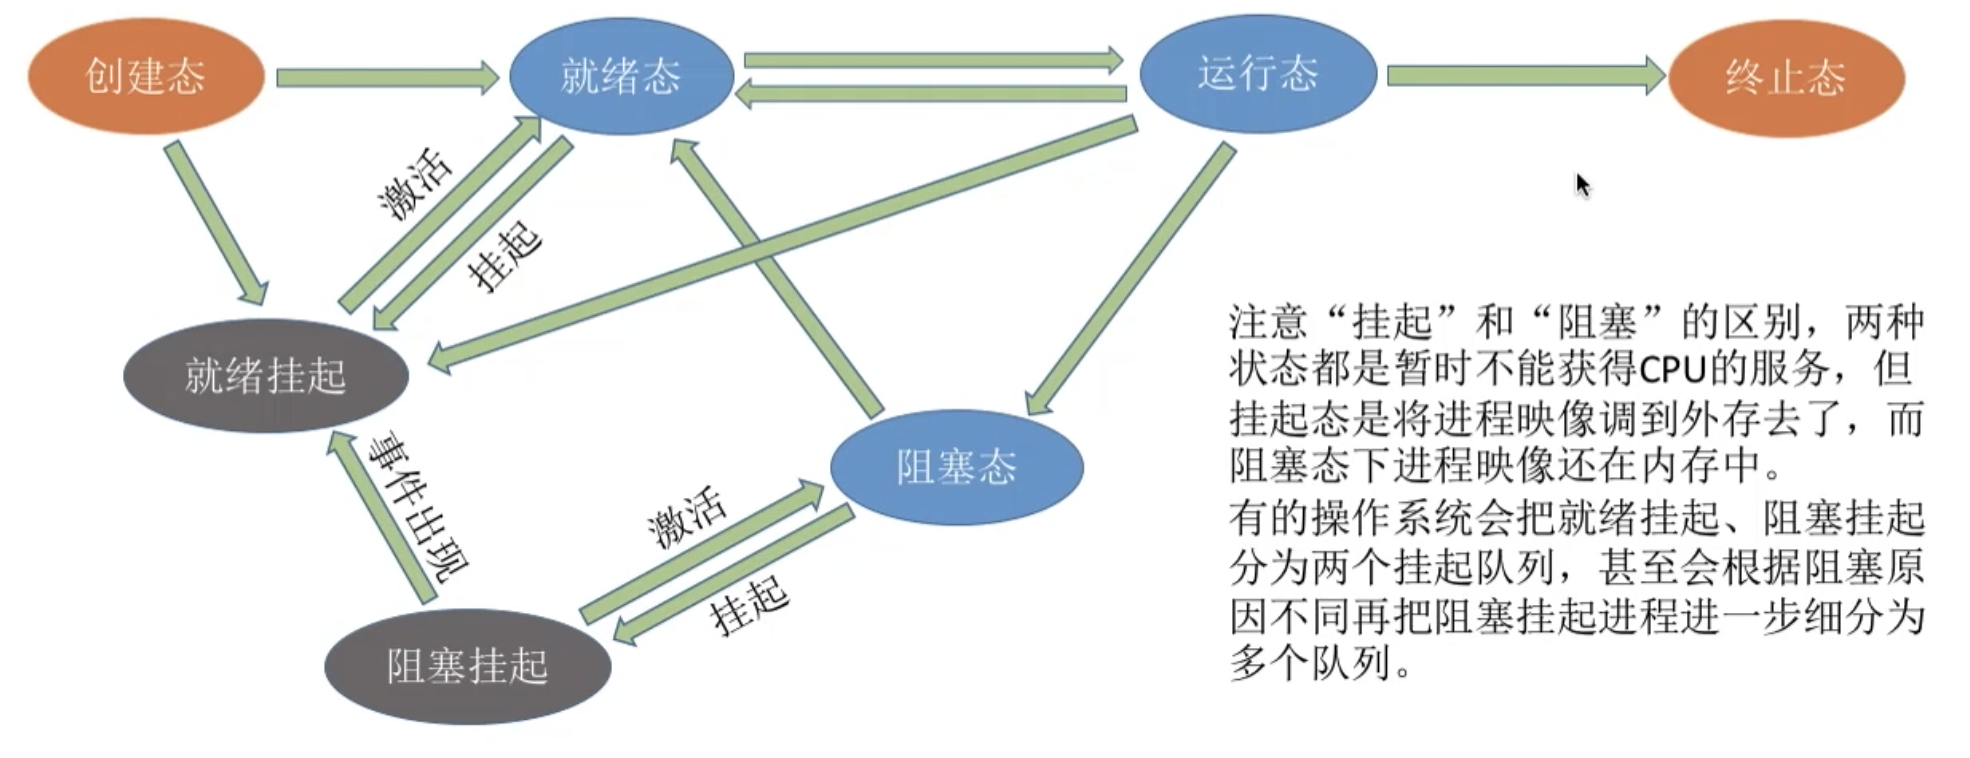 创建态
就绪态
运行态
终止态
激活
挂起
就绪挂起
事件出现
阻塞态
激活
挂起
阻塞挂起
注意“挂起”和“阻塞”的区别，两种
状态都是暂时不能获得CPU的服务，但
挂起态是将进程映像调到外存去了，而
阻塞态下进程映像还在内存中。
有的操作系统会把就绪挂起、阻塞挂起
分为两个挂起队列，甚至会根据阻塞原
因不同再把阻塞挂起进程进一步细分为
多个队列。